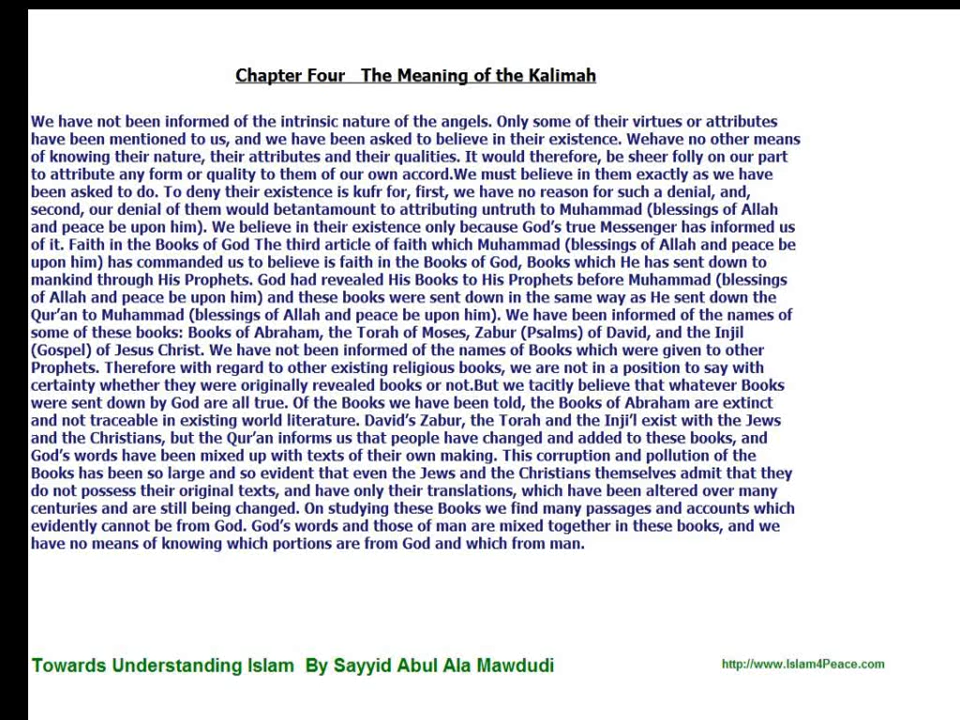 Chapter Four The Meaning of the Kalimah
We have not been informed of the intrinsic nature of the angels. Only some of their virtues or attributes
have been mentioned to us, and we have been asked to believe in their existence. Wehave no other means
of knowing their nature, their attributes and their qualities. It would therefore, be sheer folly on our part
to attribute any form or quality to them of our own accord.We must believe in them exactly as we have
been asked to do. To deny their existence is kufr for, first, we have no reason for such a denial, and,
second, our denial of them would betantamount to attributing untruth to Muhammad (blessings of Allah
and peace be upon him). We believe in their existence only because God's true Messenger has informed us
of it. Faith in the Books of God The third article of faith which Muhammad (blessings of Allah and peace be
upon him) has commanded us to believe is faith in the Books of God, Books which He has sent down to
mankind through His Prophets. God had revealed His Books to His Prophets before Muhammad (blessings
of Allah and peace be upon him) and these books were sent down in the same way as He sent down the
Qur'an to Muhammad (blessings of Allah and peace be upon him). We have been informed of the names of
some of these books: Books of Abraham, the Torah of Moses, Zabur (Psalms) of David, and the Injil
(Gospel) of Jesus Christ. We have not been informed of the names of Books which were given to other
Prophets. Therefore with regard to other existing religious books, we are not in a position to say with
certainty whether they were originally revealed books or not.But we tacitly believe that whatever Books
were sent down by God are all true. Of the Books we have been told, the Books of Abraham are extinct
and not traceable in existing world literature. David's Zabur, the Torah and the Inji'l exist with the Jews
and the Christians, but the Qur'an informs us that people have changed and added to these books, and
God's words have been mixed up with texts of their own making. This corruption and pollution of the
Books has been so large and so evident that even the Jews and the Christians themselves admit that they
do not possess their original texts, and have only their translations, which have been altered over many
centuries and are still being changed. On studying these Books we find many passages and accounts which
evidently cannot be from God. God's words and those of man are mixed together in these books, and we
have no means of knowing which portions are from God and which from man.
Towards Understanding Islam By Sayyid Abul Ala Mawdudi
http://www.Islam4Peace.com